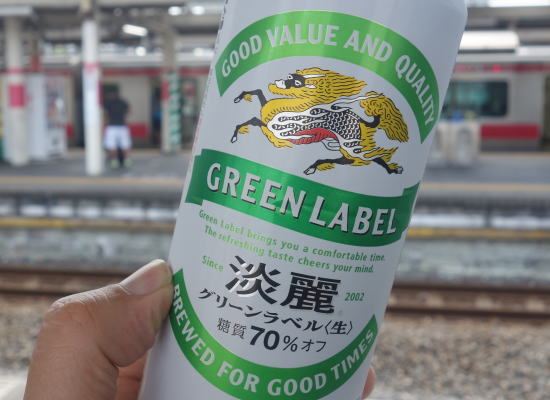 GOOD VALUE AND QUALITY
GREEN LABEL
Green Label brings you a comfortable time.
The refreshing taste cheers your mind.
Since 淡麗 2002
グリーンラベル〈生〉
糖質70%オフ
BREWED FOR GOOD TIMES